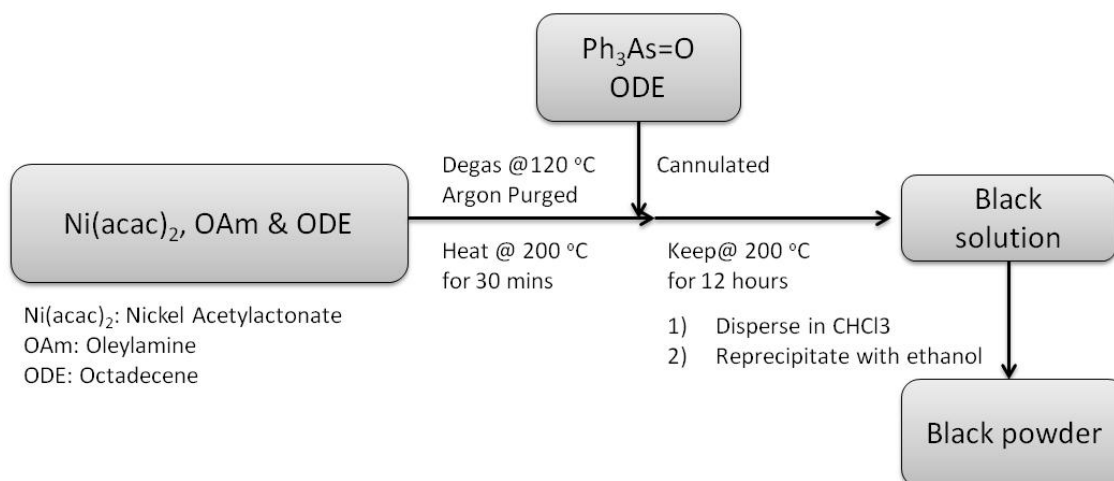 Ph₃As=O
ODE
Degas @120 °C
Argon Purged
Cannulated
Ni(acac)₂, OAm & ODE
Black
solution
Heat @ 200 °C
for 30 mins
Keep@ 200 °C
for 12 hours
Ni(acac)₂: Nickel Acetylactonate
OAm: Oleylamine
ODE: Octadecene
1) Disperse in CHCl3
2) Reprecipitate with ethanol
Black powder